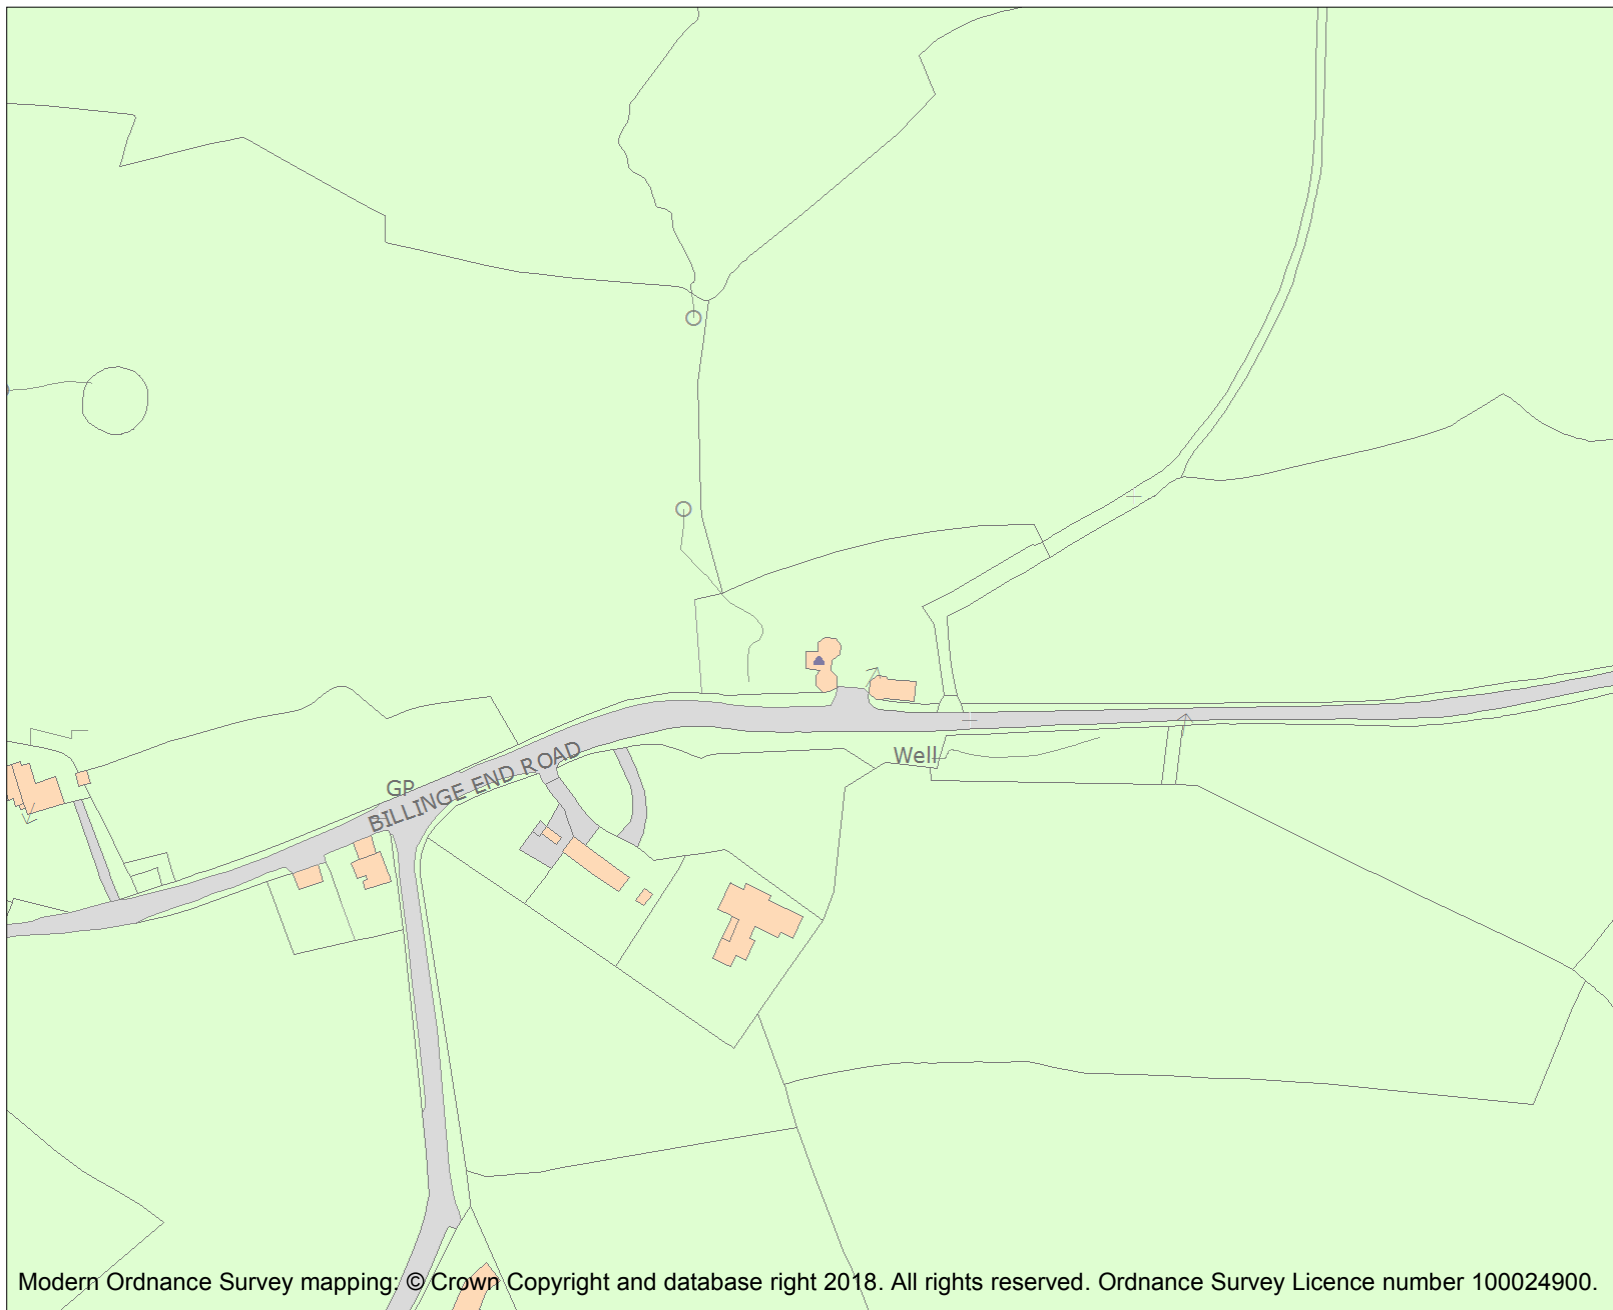 Well
GP
BILLINGE END ROAD
Modern Ordnance Survey mapping: © Crown Copyright and database right 2018. All rights reserved. Ordnance Survey Licence number 100024900.